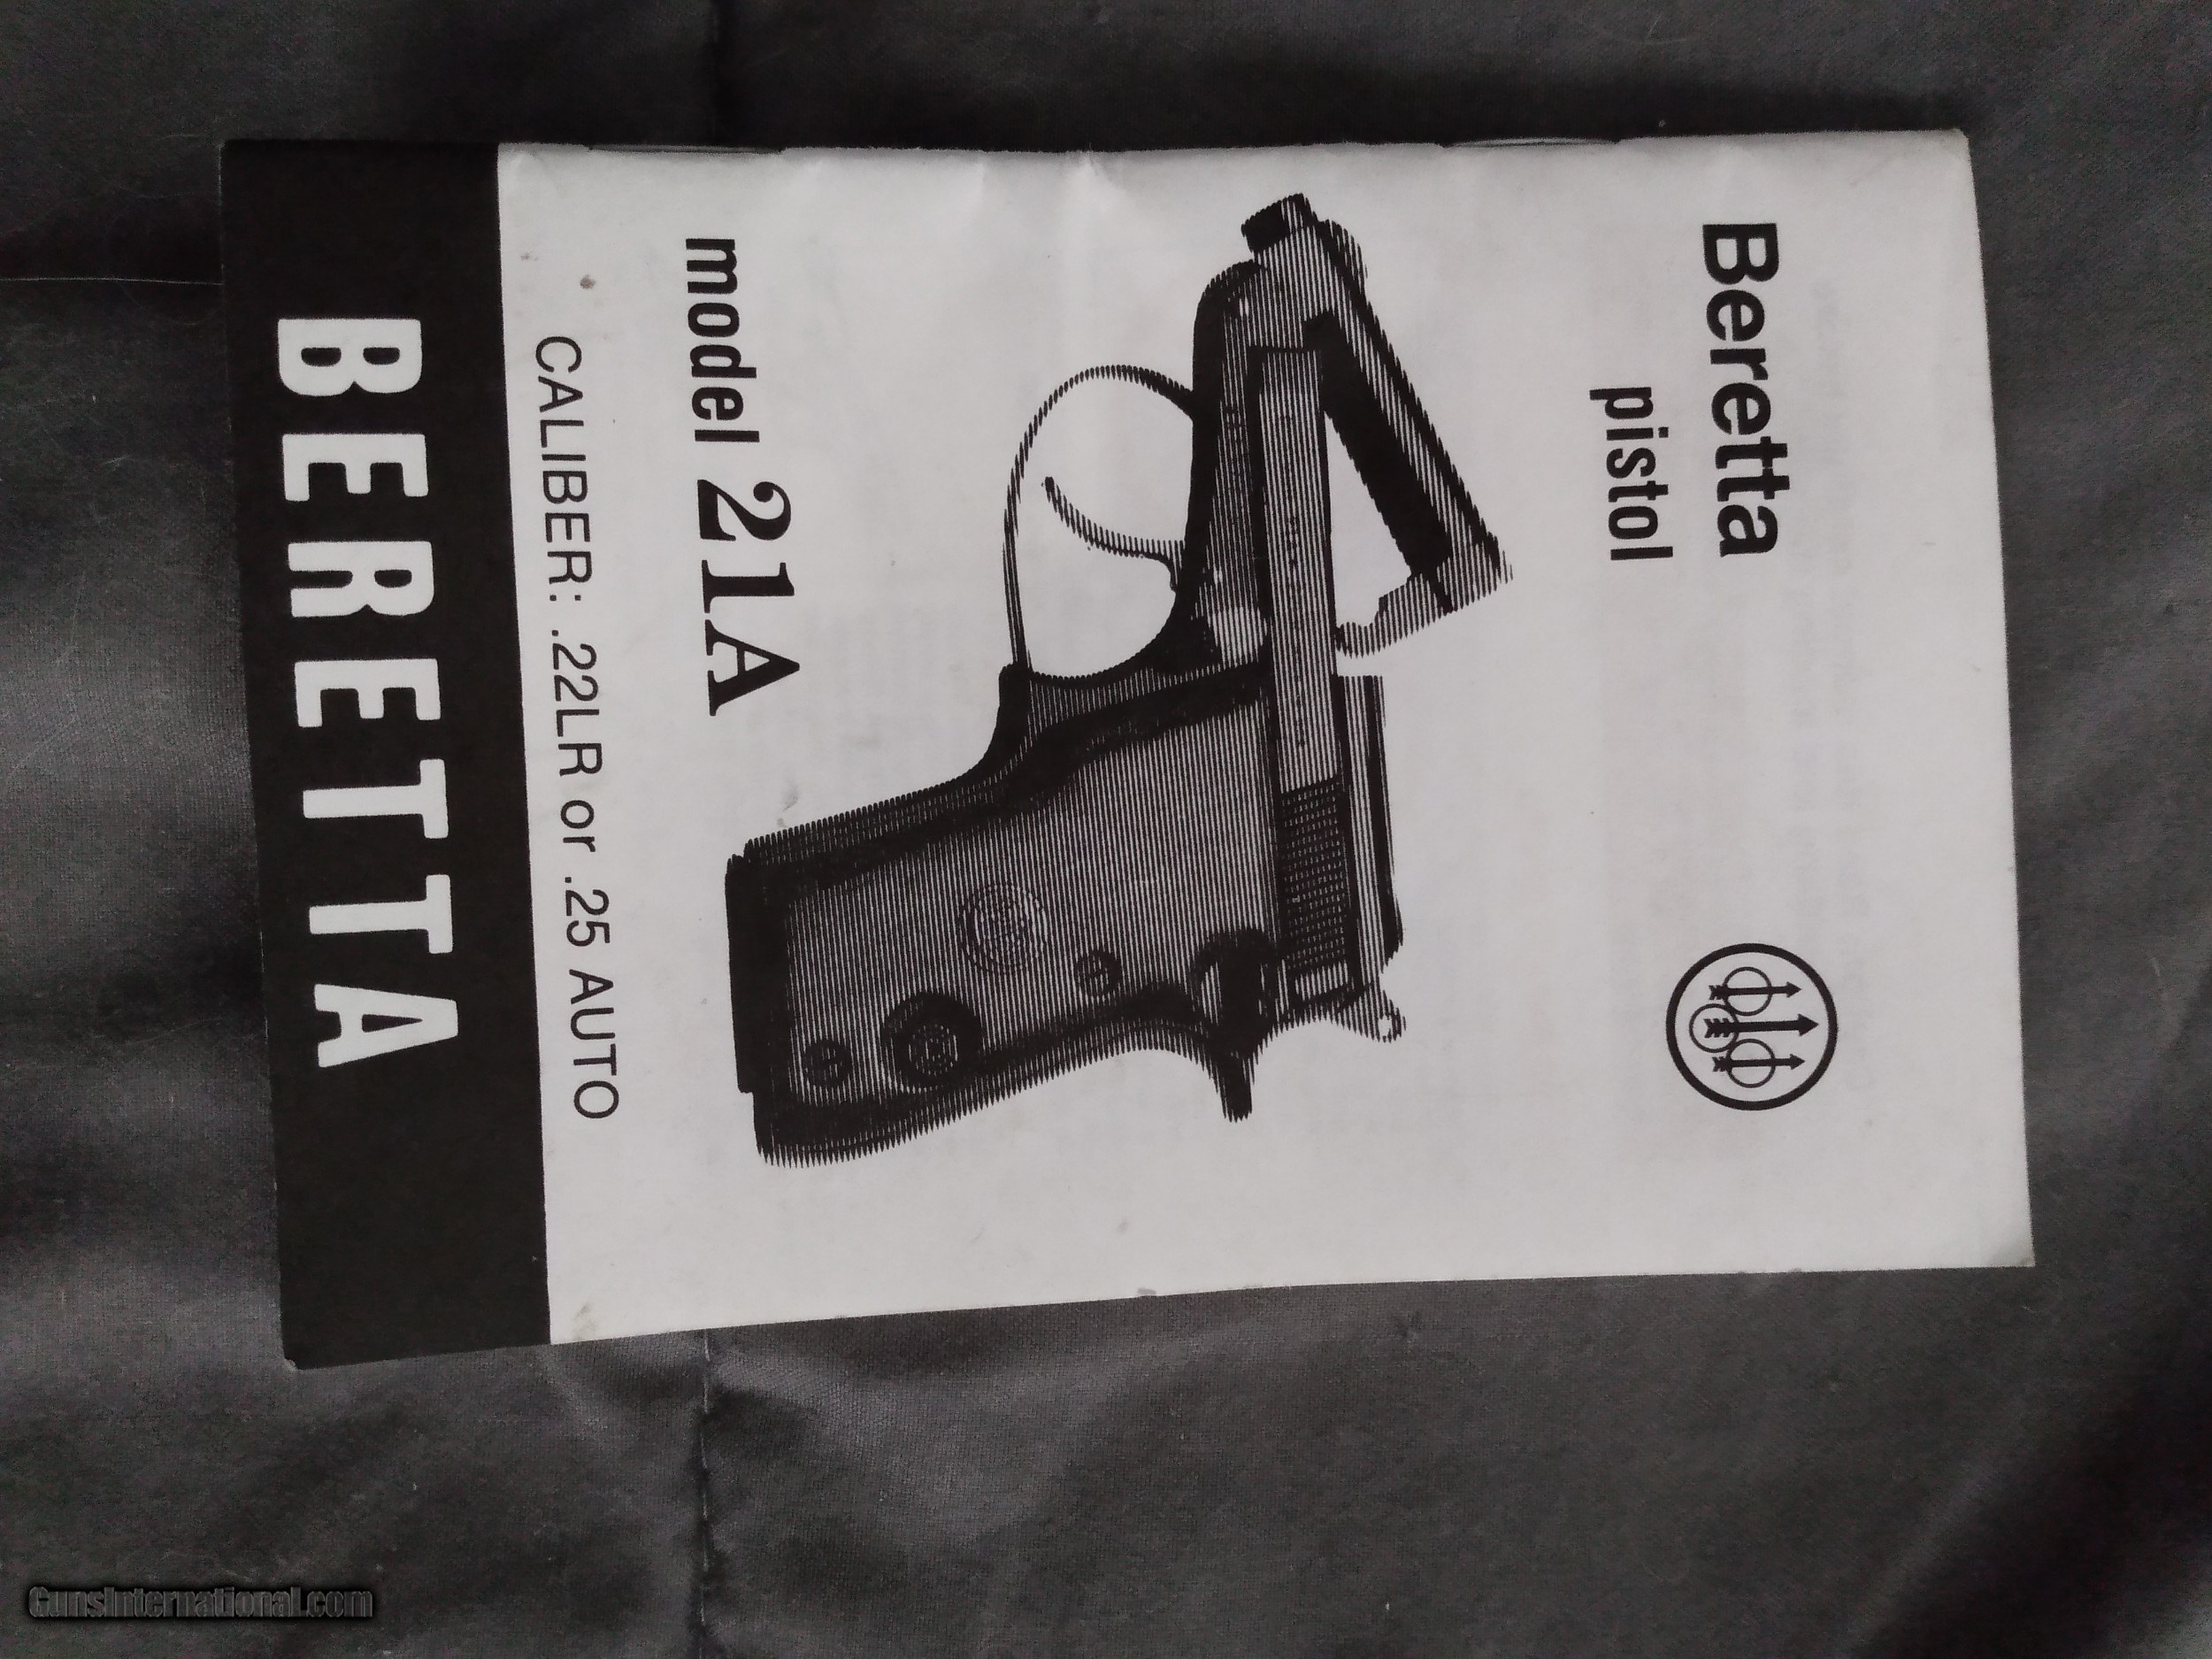 Beretta
pistol
model 21A
CALIBER: .22LR or .25 AUTO
BERETTA
GunsInternational.com